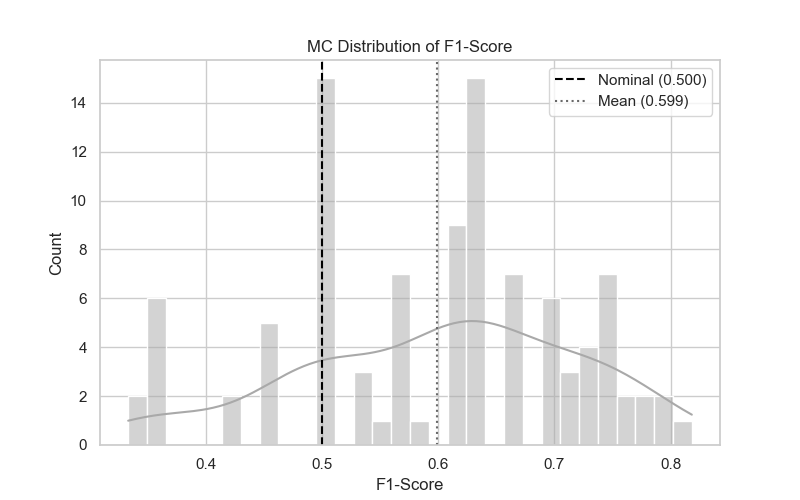 MC Distribution of F1-Score
Nominal (0.500)
Mean (0.599)
14
12
10
8
6
4
2
0
Count
0.4 0.5 0.6 0.7 0.8
F1-Score